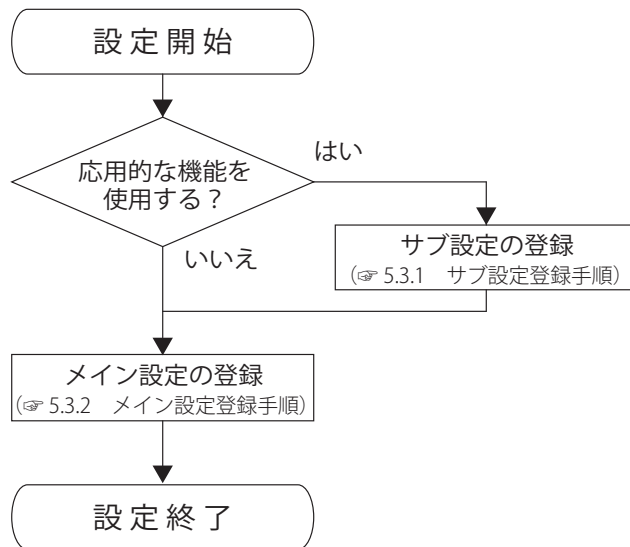 設定開始
応用的な機能を
使用する？
はい
いいえ
サブ設定の登録
(☞ 5.3.1　サブ設定登録手順)
メイン設定の登録
(☞ 5.3.2　メイン設定登録手順)
設定終了